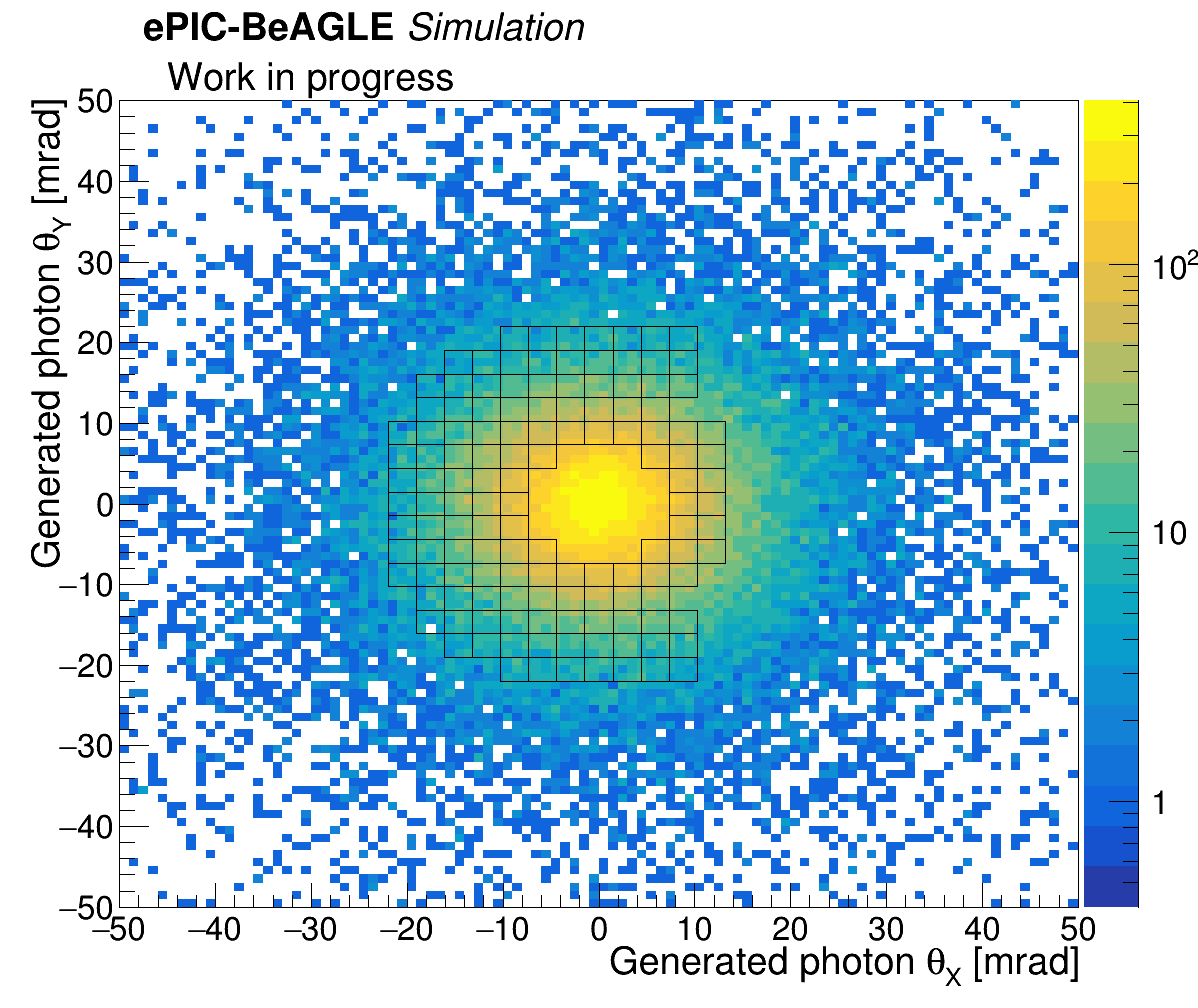 ePIC-BeAGLE Simulation
Work in progress
50
40
30
20
10
0
−10
−20
−30
−40
−50
Generated photon θY [mrad]
−50 −40 −30 −20 −10 0 10 20 30 40 50
Generated photon θX [mrad]
10²
10
1